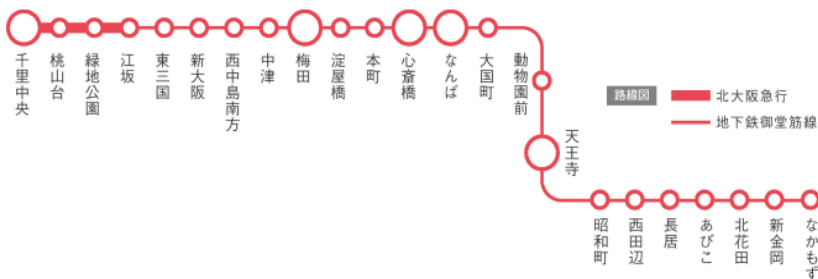 千里中央
桃山台
緑地公園
江坂
東三国
新大阪
西中島南方
中津
梅田
淀屋橋
本町
心斎橋
なんば
大国町
動物園前
天王寺
昭和町
西田辺
長居
あびこ
北花田
新金岡
なかもず
路線図
北大阪急行
地下鉄御堂筋線